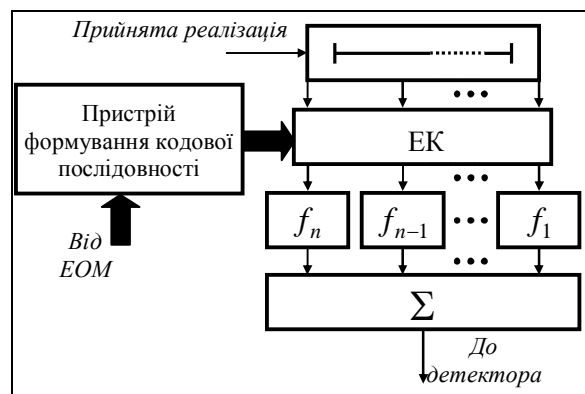 Прийнята реалізація
Пристрій
формування кодової
послідовності
ЕК
Від
ЕОМ
f_n f_{n−1} f_1
Σ
До
детектора